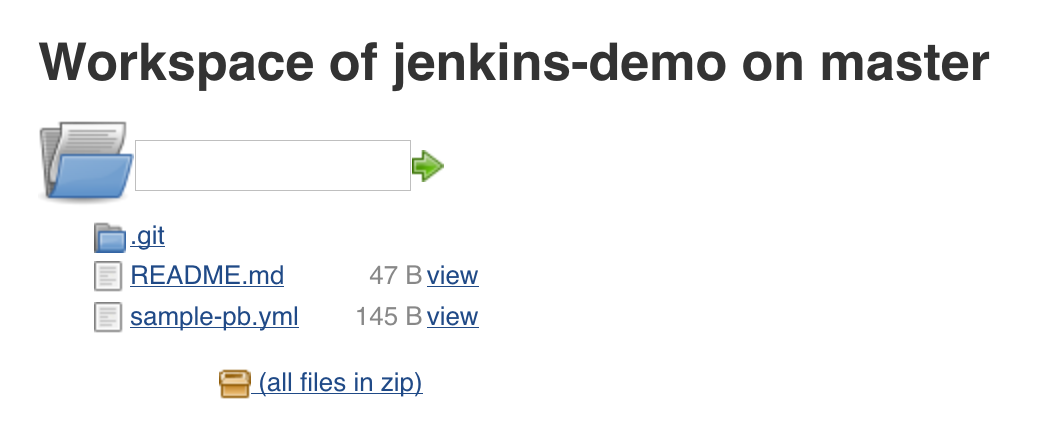 Workspace of jenkins-demo on master
.git
README.md 47 B view
sample-pb.yml 145 B view
(all files in zip)